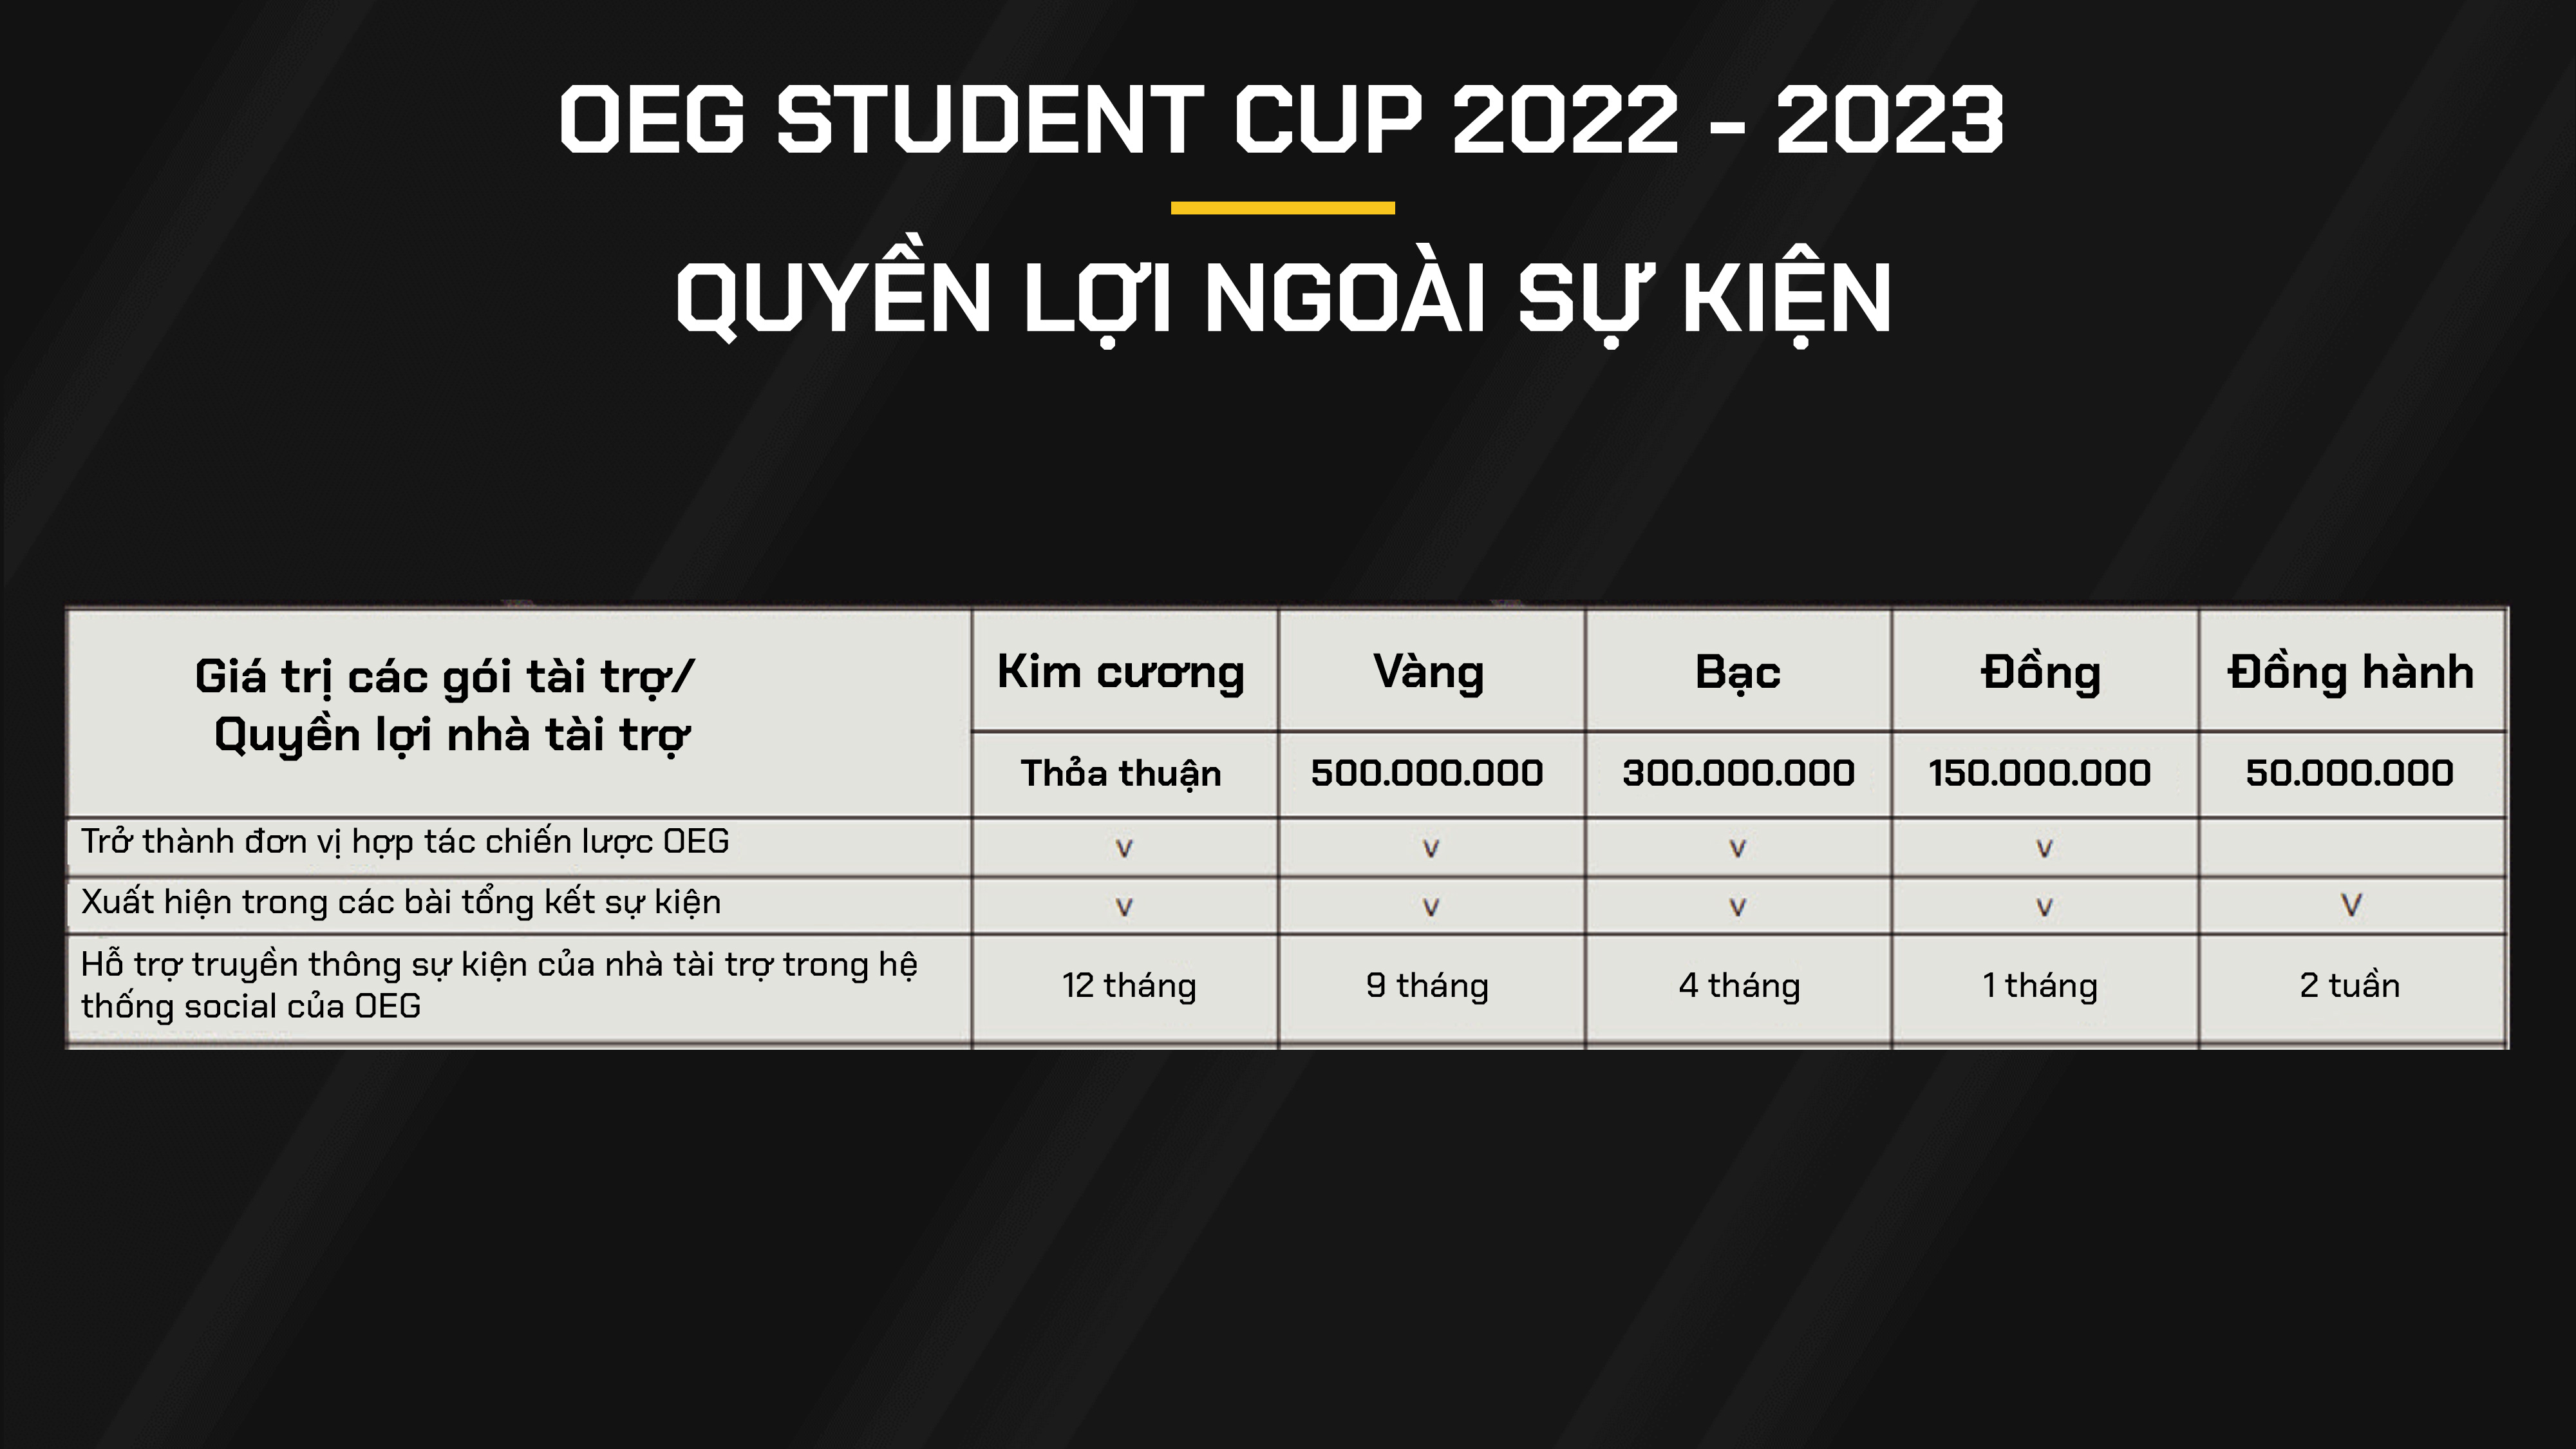 OEG STUDENT CUP 2022 - 2023
QUYỀN LỢI NGOÀI SỰ KIỆN
Giá trị các gói tài trợ/
Quyền lợi nhà tài trợ
Kim cương Vàng Bạc Đồng Đồng hành
Thỏa thuận 500.000.000 300.000.000 150.000.000 50.000.000
Trở thành đơn vị hợp tác chiến lược OEG v v v v
Xuất hiện trong các bài tổng kết sự kiện v v v v V
Hỗ trợ truyền thông sự kiện của nhà tài trợ trong hệ
thống social của OEG
12 tháng 9 tháng 4 tháng 1 tháng 2 tuần